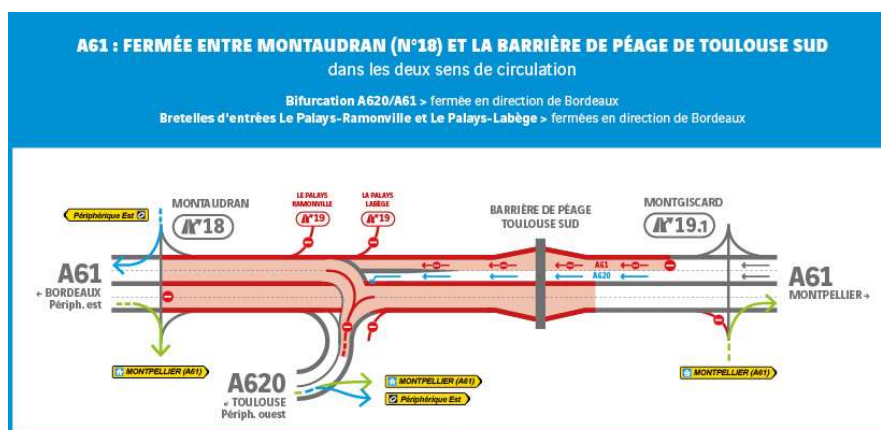 A61 : FERMÉE ENTRE MONTAUDRAN (N°18) ET LA BARRIÈRE DE PÉAGE DE TOULOUSE SUD
dans les deux sens de circulation
Bifurcation A620/A61 > fermée en direction de Bordeaux
Bretelles d'entrées Le Palays-Ramonville et Le Palays-Labège > fermées en direction de Bordeaux
Périphérique Est
MONTAUDRAN
18
LE PALAYS
RAMONVILLE
19
LA PALAYS
LABÈGE
19
BARRIÈRE DE PÉAGE
TOULOUSE SUD
MONTGISCARD
19.1
A61
← BORDEAUX
Périph. est
A61
A620
A61
MONTPELLIER →
MONTPELLIER (A61)
A620
↙ TOULOUSE
Périph. ouest
MONTPELLIER (A61)
Périphérique Est
MONTPELLIER (A61)